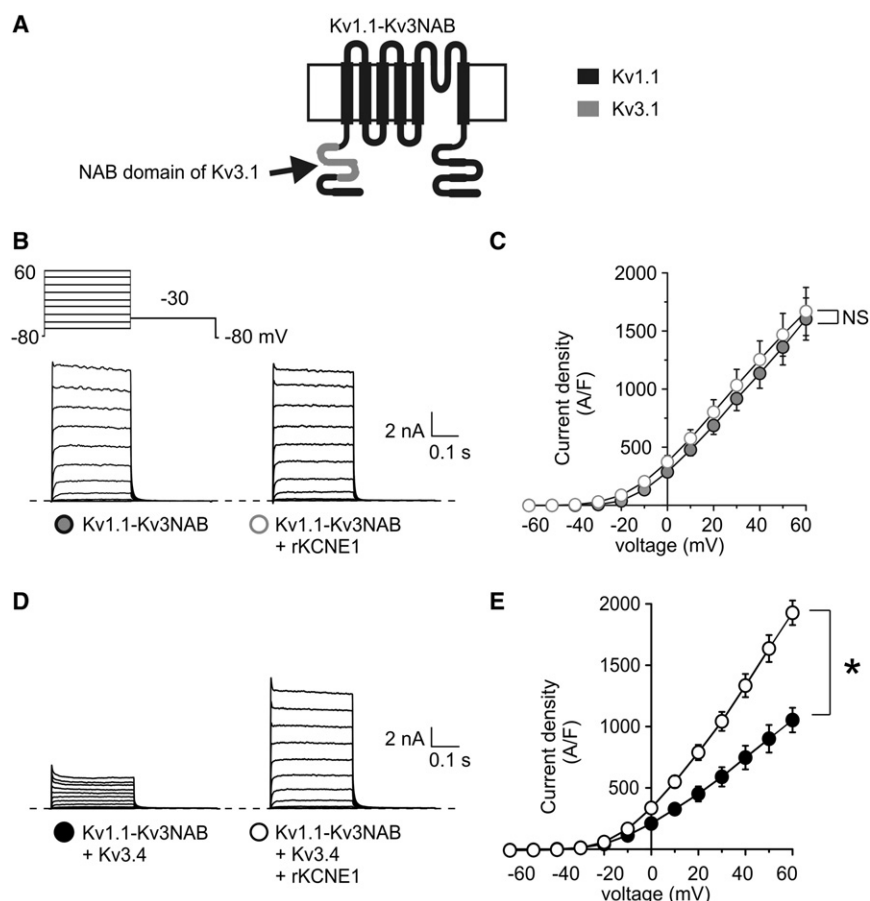 A
Kv1.1-Kv3NAB
Kv1.1
Kv3.1
NAB domain of Kv3.1
B
60
-30
-80
-80 mV
2 nA
0.1 s
Kv1.1-Kv3NAB
Kv1.1-Kv3NAB
+ rKCNE1
C
2000
1500
1000
500
Current density
(A/F)
NS
-60
-40
-20
0
20
40
60
voltage (mV)
D
2 nA
0.1 s
Kv1.1-Kv3NAB
+ Kv3.4
Kv1.1-Kv3NAB
+ Kv3.4
+ rKCNE1
E
2000
1500
1000
500
Current density
(A/F)
*
-60
-40
-20
0
20
40
60
voltage (mV)